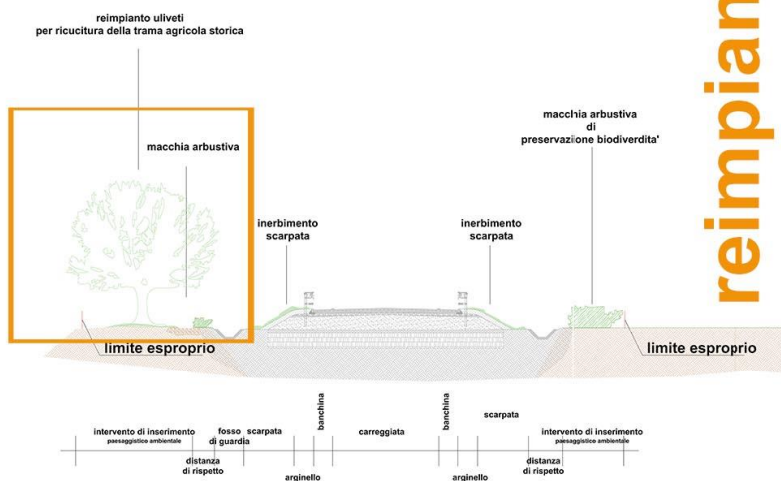 reimpianto uliveti
per ricucitura della trama agricola storica
macchia arbustiva
macchia arbustiva
di
preservazione biodiverdita'
inerbimento
scarpata
inerbimento
scarpata
limite esproprio
limite esproprio
reimpian
banchina
banchina
scarpata
intervento di inserimento
paesaggistico ambientale
fosso
di guardia
scarpata
carreggiata
intervento di inserimento
paesaggistico ambientale
distanza
di rispetto
distanza
di rispetto
arginello
arginello